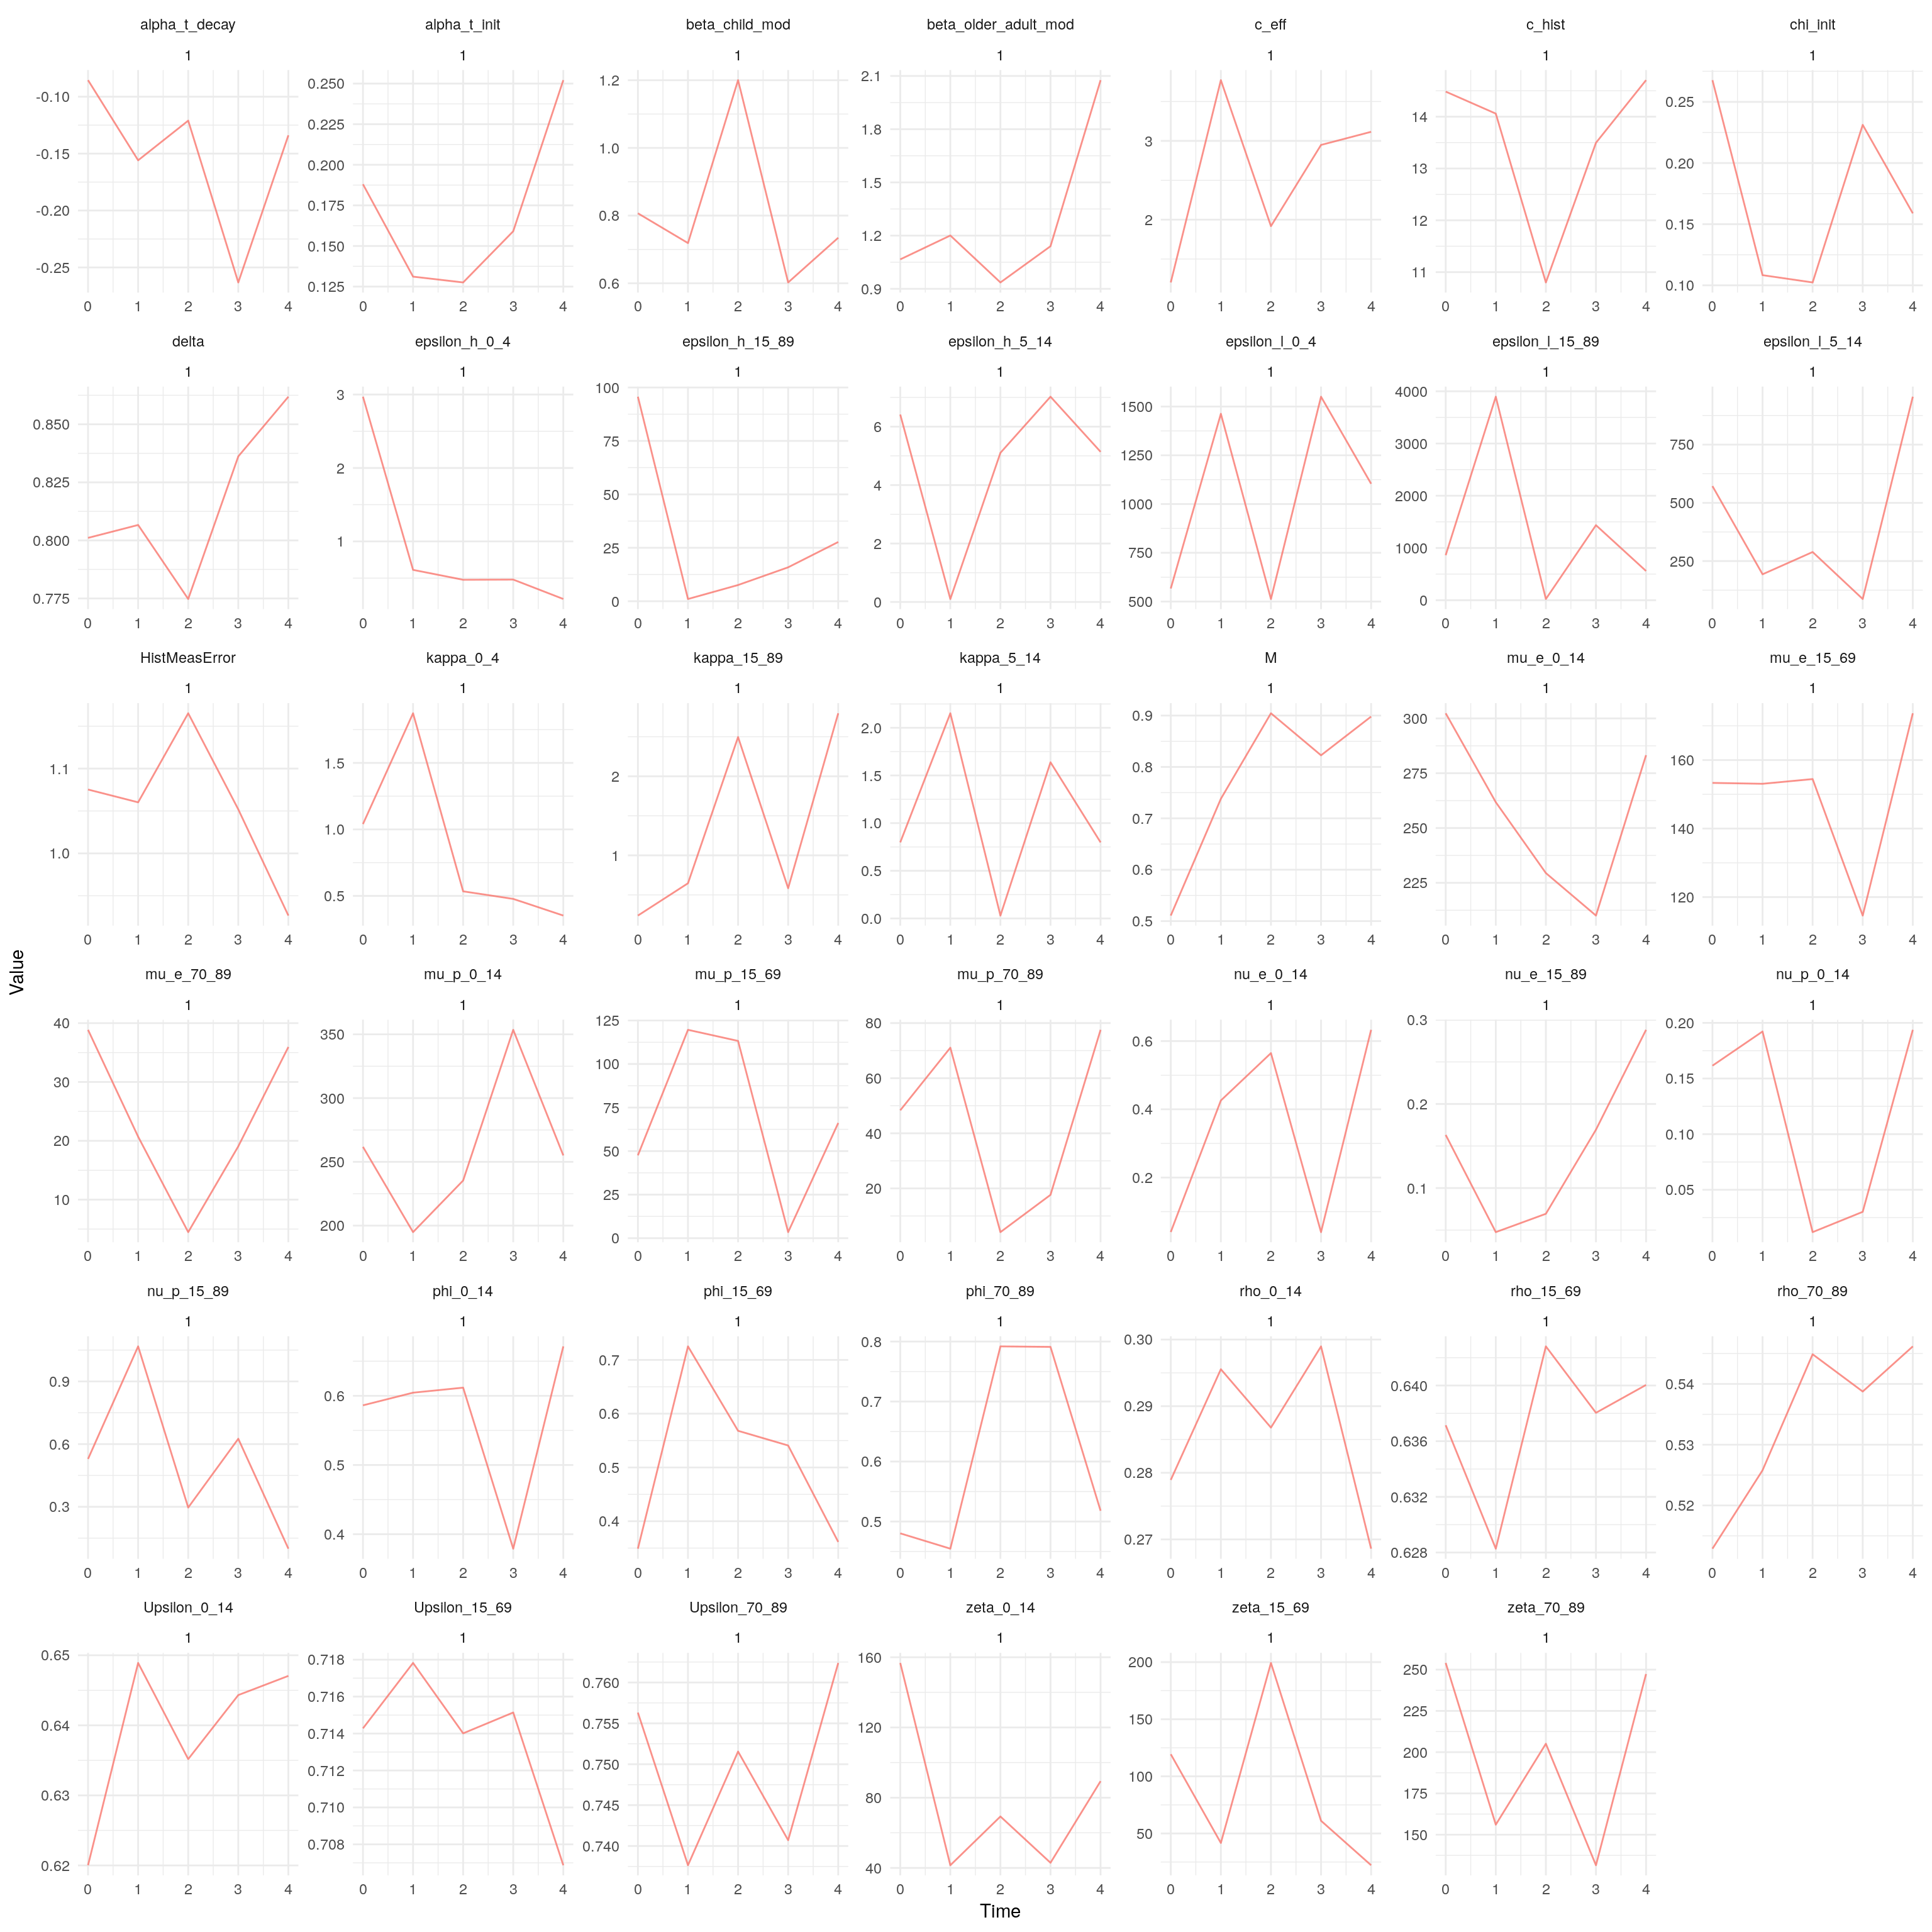 alpha_t_decay
1
-0.10
-0.15
-0.20
-0.25
0 1 2 3 4
alpha_t_init
1
0.250
0.225
0.200
0.175
0.150
0.125
0 1 2 3 4
beta_child_mod
1
1.2
1.0
0.8
0.6
0 1 2 3 4
beta_older_adult_mod
1
2.1
1.8
1.5
1.2
0.9
0 1 2 3 4
c_eff
1
3
2
0 1 2 3 4
c_hist
1
14
13
12
11
0 1 2 3 4
chi_init
1
0.25
0.20
0.15
0.10
0 1 2 3 4
delta
1
0.850
0.825
0.800
0.775
0 1 2 3 4
epsilon_h_0_4
1
3
2
1
0 1 2 3 4
epsilon_h_15_89
1
100
75
50
25
0
0 1 2 3 4
epsilon_h_5_14
1
6
4
2
0
0 1 2 3 4
epsilon_l_0_4
1
1500
1250
1000
750
500
0 1 2 3 4
epsilon_l_15_89
1
4000
3000
2000
1000
0
0 1 2 3 4
epsilon_l_5_14
1
750
500
250
0 1 2 3 4
HistMeasError
1
1.1
1.0
0 1 2 3 4
kappa_0_4
1
1.5
1.0
0.5
0 1 2 3 4
kappa_15_89
1
2
1
0 1 2 3 4
kappa_5_14
1
2.0
1.5
1.0
0.5
0.0
0 1 2 3 4
M
1
0.9
0.8
0.7
0.6
0.5
0 1 2 3 4
mu_e_0_14
1
300
275
250
225
0 1 2 3 4
mu_e_15_69
1
160
140
120
0 1 2 3 4
Value
mu_e_70_89
1
40
30
20
10
0 1 2 3 4
mu_p_0_14
1
350
300
250
200
0 1 2 3 4
mu_p_15_69
1
125
100
75
50
25
0
0 1 2 3 4
mu_p_70_89
1
80
60
40
20
0 1 2 3 4
nu_e_0_14
1
0.6
0.4
0.2
0 1 2 3 4
nu_e_15_89
1
0.3
0.2
0.1
0 1 2 3 4
nu_p_0_14
1
0.20
0.15
0.10
0.05
0 1 2 3 4
nu_p_15_89
1
0.9
0.6
0.3
0 1 2 3 4
phi_0_14
1
0.6
0.5
0.4
0 1 2 3 4
phi_15_69
1
0.7
0.6
0.5
0.4
0 1 2 3 4
phi_70_89
1
0.8
0.7
0.6
0.5
0 1 2 3 4
rho_0_14
1
0.30
0.29
0.28
0.27
0 1 2 3 4
rho_15_69
1
0.640
0.636
0.632
0.628
0 1 2 3 4
rho_70_89
1
0.54
0.53
0.52
0 1 2 3 4
Upsilon_0_14
1
0.65
0.64
0.63
0.62
0 1 2 3 4
Upsilon_15_69
1
0.718
0.716
0.714
0.712
0.710
0.708
0 1 2 3 4
Upsilon_70_89
1
0.760
0.755
0.750
0.745
0.740
0 1 2 3 4
zeta_0_14
1
160
120
80
40
0 1 2 3 4
zeta_15_69
1
200
150
100
50
0 1 2 3 4
zeta_70_89
1
250
225
200
175
150
0 1 2 3 4
Time